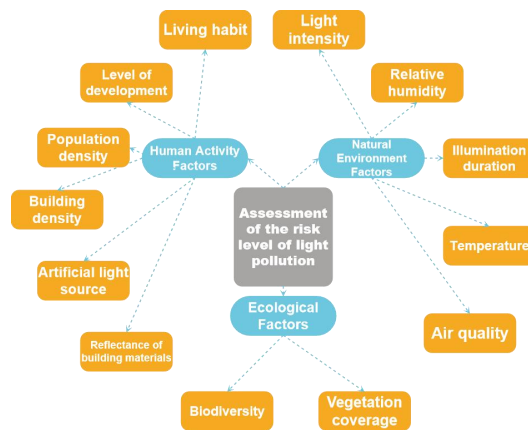 Living habit
Light
intensity
Level of
development
Relative
humidity
Population
density
Human Activity
Factors
Natural
Environment
Factors
Illumination
duration
Building
density
Assessment
of the risk
level of light
pollution
Temperature
Artificial light
source
Ecological
Factors
Air quality
Reflectance of
building materials
Biodiversity
Vegetation
coverage